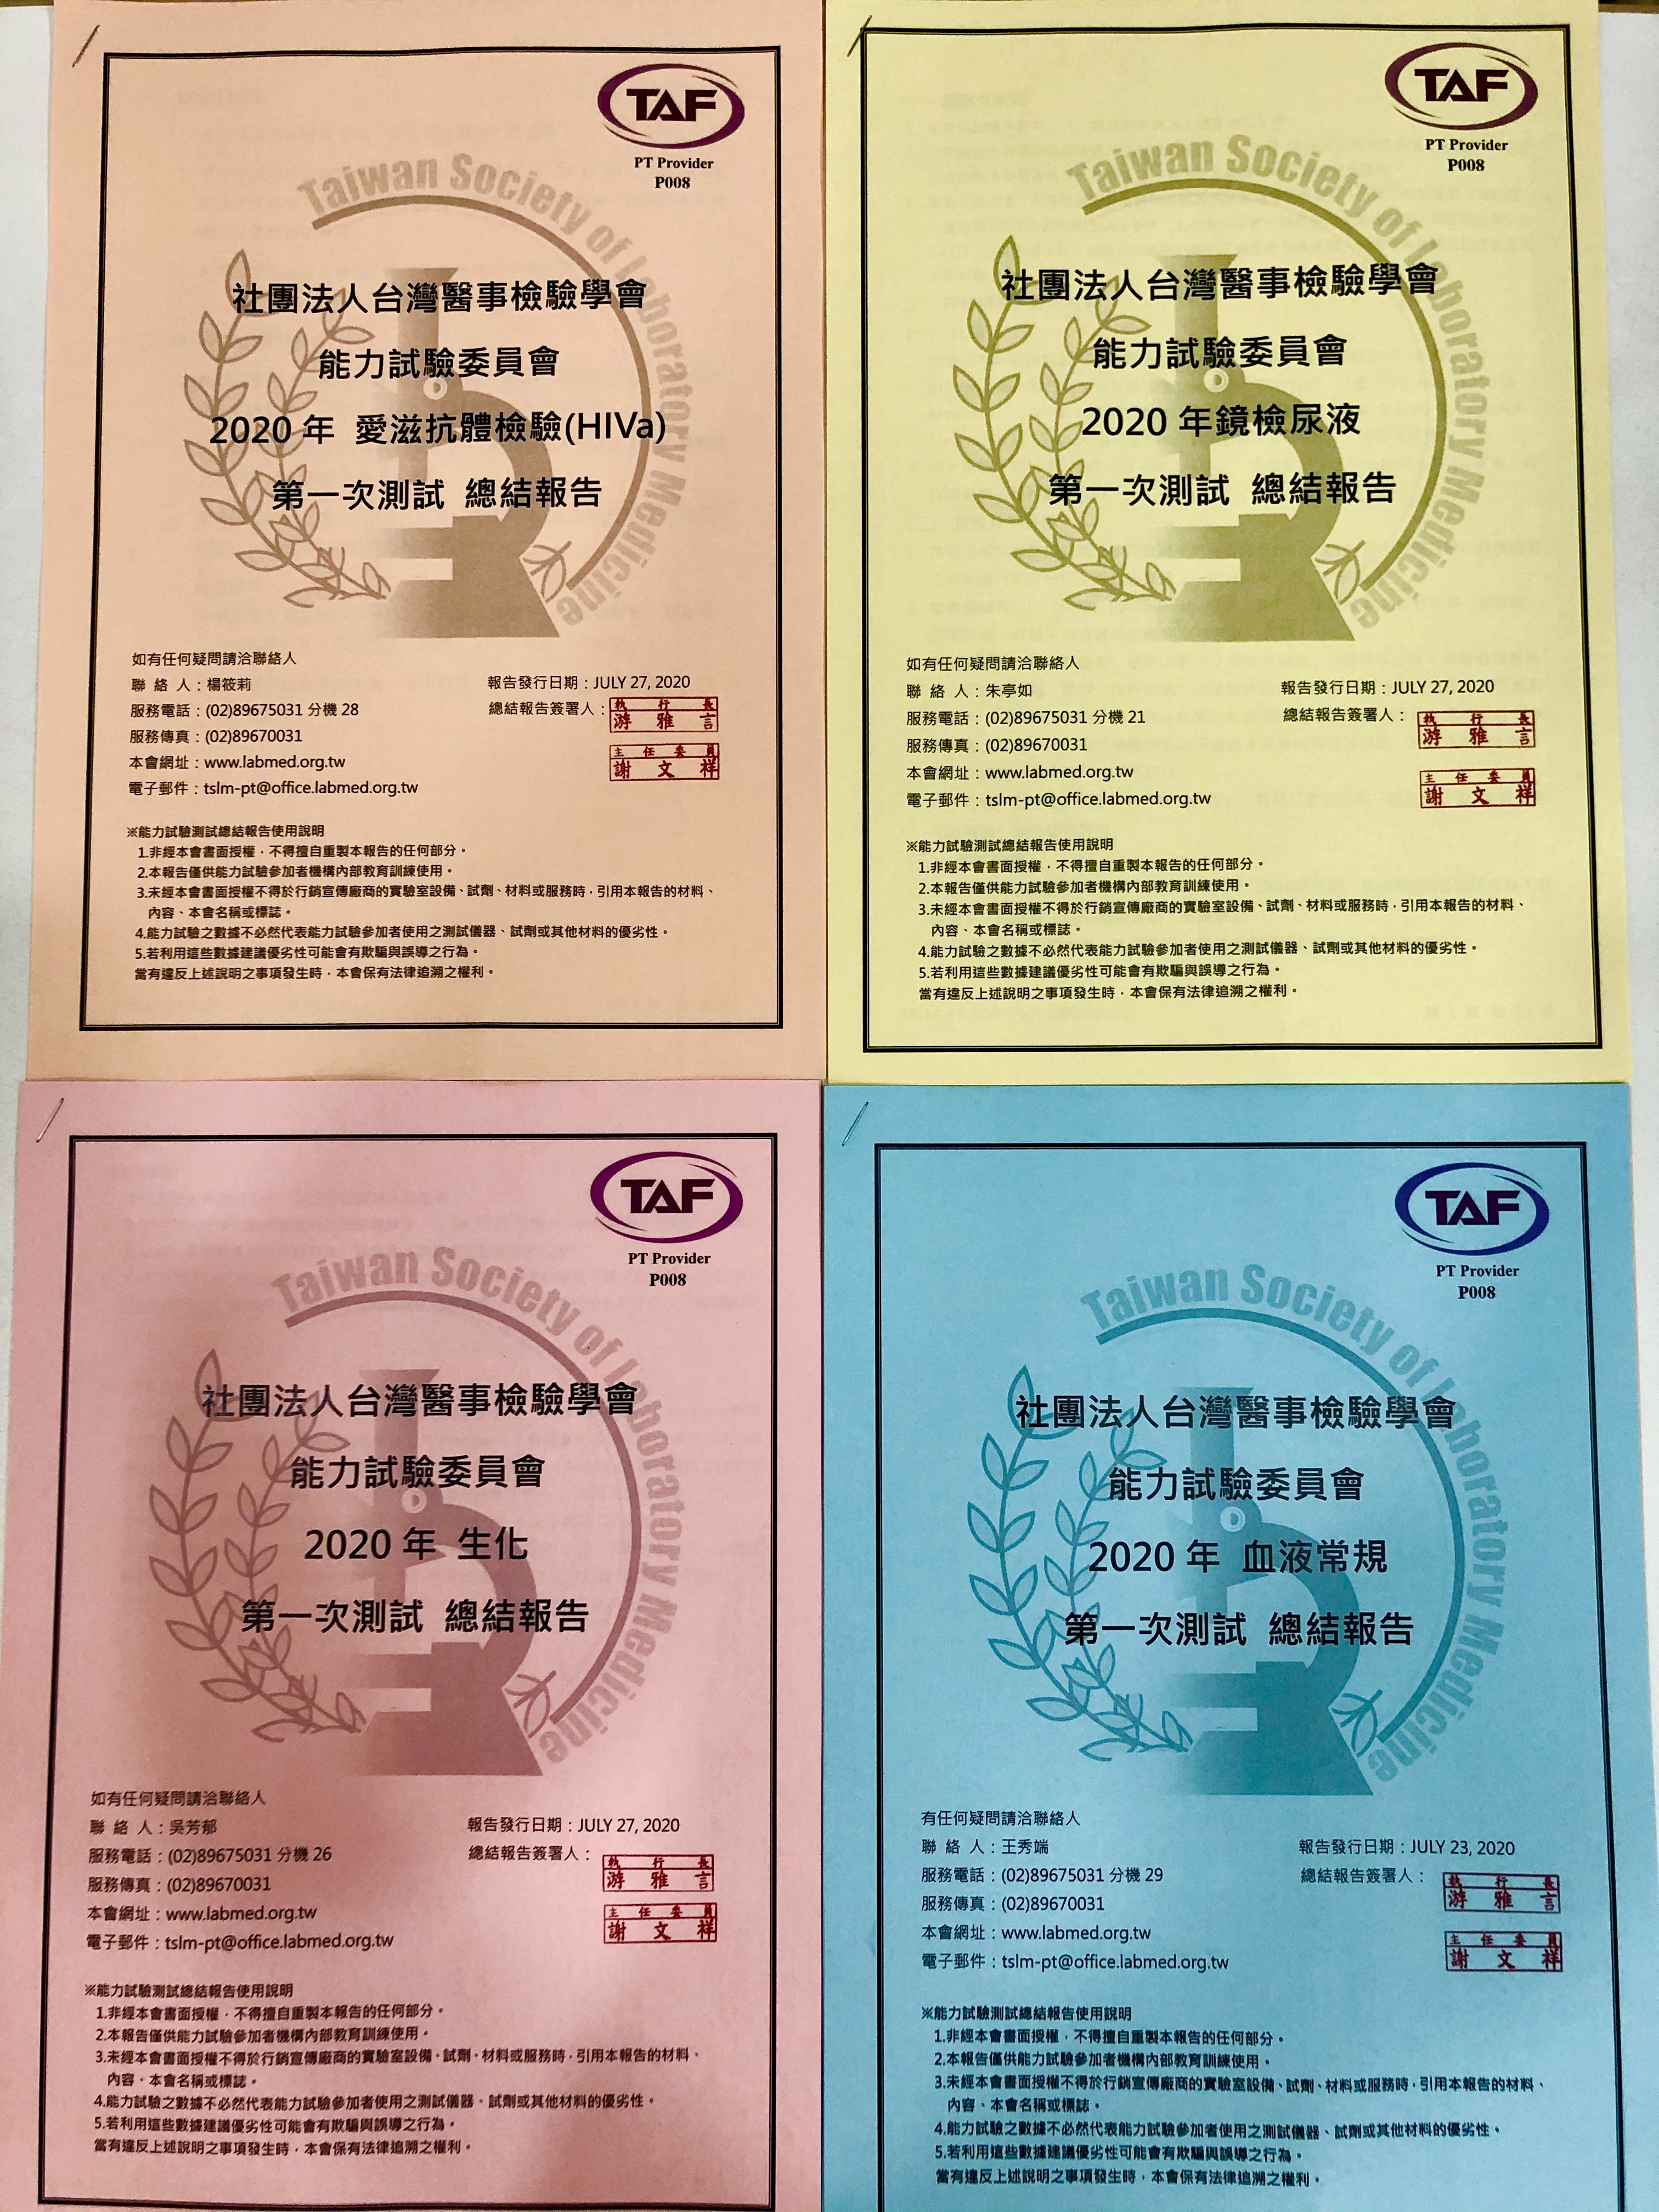 TAF
PT Provider
P008
Taiwan Society of Laboratory Medicine
社團法人台灣醫事檢驗學會
能力試驗委員會
2020 年 愛滋抗體檢驗(HIVa)
第一次測試 總結報告
如有任何疑問請洽聯絡人
聯 絡 人：楊筱莉
報告發行日期：JULY 27, 2020
服務電話：(02)89675031 分機 28
總結報告簽署人：
執 行 長
游 雅 言
服務傳真：(02)89670031
主 任 委 員
謝 文 祥
本會網址：www.labmed.org.tw
電子郵件：tslm-pt@office.labmed.org.tw
※能力試驗測試總結報告使用說明
1.非經本會書面授權，不得擅自重製本報告的任何部分。
2.本報告僅供能力試驗參加者機構內部教育訓練使用。
3.未經本會書面授權不得於行銷宣傳廠商的實驗室設備、試劑、材料或服務時，引用本報告的材料、
內容、本會名稱或標誌。
4.能力試驗之數據不必然代表能力試驗參加者使用之測試儀器、試劑或其他材料的優劣性。
5.若利用這些數據建議優劣性可能會有欺騙與誤導之行為。
當有違反上述說明之事項發生時，本會保有法律追溯之權利。
TAF
PT Provider
P008
Taiwan Society of Laboratory Medicine
社團法人台灣醫事檢驗學會
能力試驗委員會
2020 年鏡檢尿液
第一次測試 總結報告
如有任何疑問請洽聯絡人
聯 絡 人：朱亭如
報告發行日期：JULY 27, 2020
服務電話：(02)89675031 分機 21
總結報告簽署人：
執 行 長
游 雅 言
服務傳真：(02)89670031
本會網址：www.labmed.org.tw
主 任 委 員
謝 文 祥
電子郵件：tslm-pt@office.labmed.org.tw
※能力試驗測試總結報告使用說明
1.非經本會書面授權，不得擅自重製本報告的任何部分。
2.本報告僅供能力試驗參加者機構內部教育訓練使用。
3.未經本會書面授權不得於行銷宣傳廠商的實驗室設備、試劑、材料或服務時，引用本報告的材料、
內容、本會名稱或標誌。
4.能力試驗之數據不必然代表能力試驗參加者使用之測試儀器、試劑或其他材料的優劣性。
5.若利用這些數據建議優劣性可能會有欺騙與誤導之行為。
當有違反上述說明之事項發生時，本會保有法律追溯之權利。
TAF
PT Provider
P008
Taiwan Society of Laboratory Medicine
社團法人台灣醫事檢驗學會
能力試驗委員會
2020 年 生化
第一次測試 總結報告
如有任何疑問請洽聯絡人
聯 絡 人：吳芳郁
報告發行日期：JULY 27, 2020
服務電話：(02)89675031 分機 26
總結報告簽署人：
執 行 長
游 雅 言
服務傳真：(02)89670031
本會網址：www.labmed.org.tw
主 任 委 員
謝 文 祥
電子郵件：tslm-pt@office.labmed.org.tw
※能力試驗測試總結報告使用說明
1.非經本會書面授權，不得擅自重製本報告的任何部分。
2.本報告僅供能力試驗參加者機構內部教育訓練使用。
3.未經本會書面授權不得於行銷宣傳廠商的實驗室設備、試劑、材料或服務時，引用本報告的材料、
內容、本會名稱或標誌。
4.能力試驗之數據不必然代表能力試驗參加者使用之測試儀器、試劑或其他材料的優劣性。
5.若利用這些數據建議優劣性可能會有欺騙與誤導之行為。
當有違反上述說明之事項發生時，本會保有法律追溯之權利。
TAF
PT Provider
P008
Taiwan Society of Laboratory Medicine
社團法人台灣醫事檢驗學會
能力試驗委員會
2020 年 血液常規
第一次測試 總結報告
有任何疑問請洽聯絡人
聯 絡 人：王秀端
報告發行日期：JULY 23, 2020
服務電話：(02)89675031 分機 29
總結報告簽署人：
執 行 長
游 雅 言
服務傳真：(02)89670031
本會網址：www.labmed.org.tw
主 任 委 員
謝 文 祥
電子郵件：tslm-pt@office.labmed.org.tw
※能力試驗測試總結報告使用說明
1.非經本會書面授權，不得擅自重製本報告的任何部分。
2.本報告僅供能力試驗參加者機構內部教育訓練使用。
3.未經本會書面授權不得於行銷宣傳廠商的實驗室設備、試劑、材料或服務時，引用本報告的材料、
內容、本會名稱或標誌。
4.能力試驗之數據不必然代表能力試驗參加者使用之測試儀器、試劑或其他材料的優劣性。
5.若利用這些數據建議優劣性可能會有欺騙與誤導之行為。
當有違反上述說明之事項發生時，本會保有法律追溯之權利。